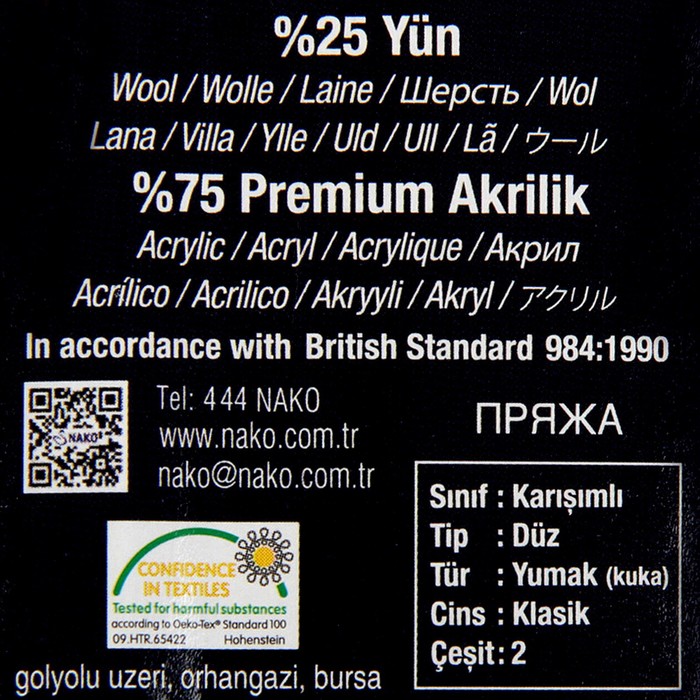 %25 Yün
Wool / Wolle / Laine / Шерсть / Wol
Lana / Villa / Ylle / Uld / Ull / Lã / ウール
%75 Premium Akrilik
Acrylic / Acryl / Acrylique / Акрил
Acrílico / Acrilico / Akryyli / Akryl / アクリル
In accordance with British Standard 984:1990
NAKO
Tel: 444 NAKO
www.nako.com.tr
nako@nako.com.tr
ПРЯЖА
Sınıf : Karışımlı
Tip : Düz
Tür : Yumak (kuka)
Cins : Klasik
Çeşit: 2
CONFIDENCE
IN TEXTILES
Tested for harmful substances
according to Oeko-Tex® Standard 100
09.HTR.65422 Hohenstein
golyolu uzeri, orhangazi, bursa